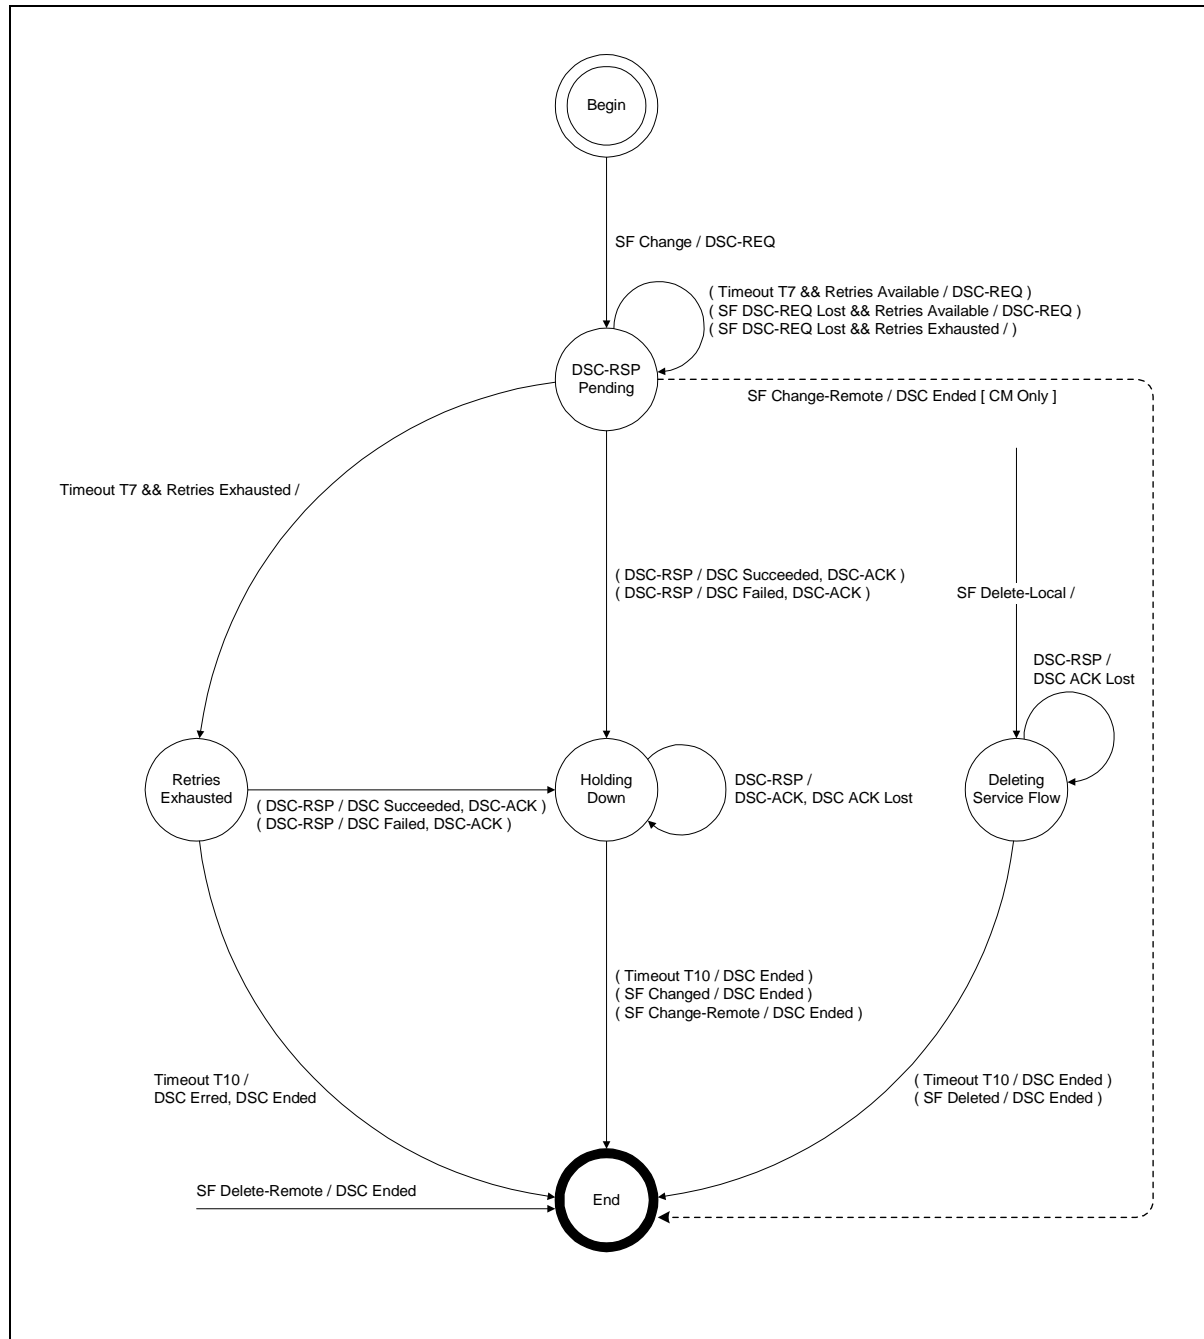 Begin
SF Change / DSC-REQ
( Timeout T7 && Retries Available / DSC-REQ )
( SF DSC-REQ Lost && Retries Available / DSC-REQ )
( SF DSC-REQ Lost && Retries Exhausted / )
DSC-RSP
Pending
SF Change-Remote / DSC Ended [ CM Only ]
Timeout T7 && Retries Exhausted /
( DSC-RSP / DSC Succeeded, DSC-ACK )
( DSC-RSP / DSC Failed, DSC-ACK )
SF Delete-Local /
DSC-RSP /
DSC ACK Lost
Retries
Exhausted
( DSC-RSP / DSC Succeeded, DSC-ACK )
( DSC-RSP / DSC Failed, DSC-ACK )
Holding
Down
DSC-RSP /
DSC-ACK, DSC ACK Lost
Deleting
Service Flow
( Timeout T10 / DSC Ended )
( SF Changed / DSC Ended )
( SF Change-Remote / DSC Ended )
Timeout T10 /
DSC Erred, DSC Ended
( Timeout T10 / DSC Ended )
( SF Deleted / DSC Ended )
SF Delete-Remote / DSC Ended
End